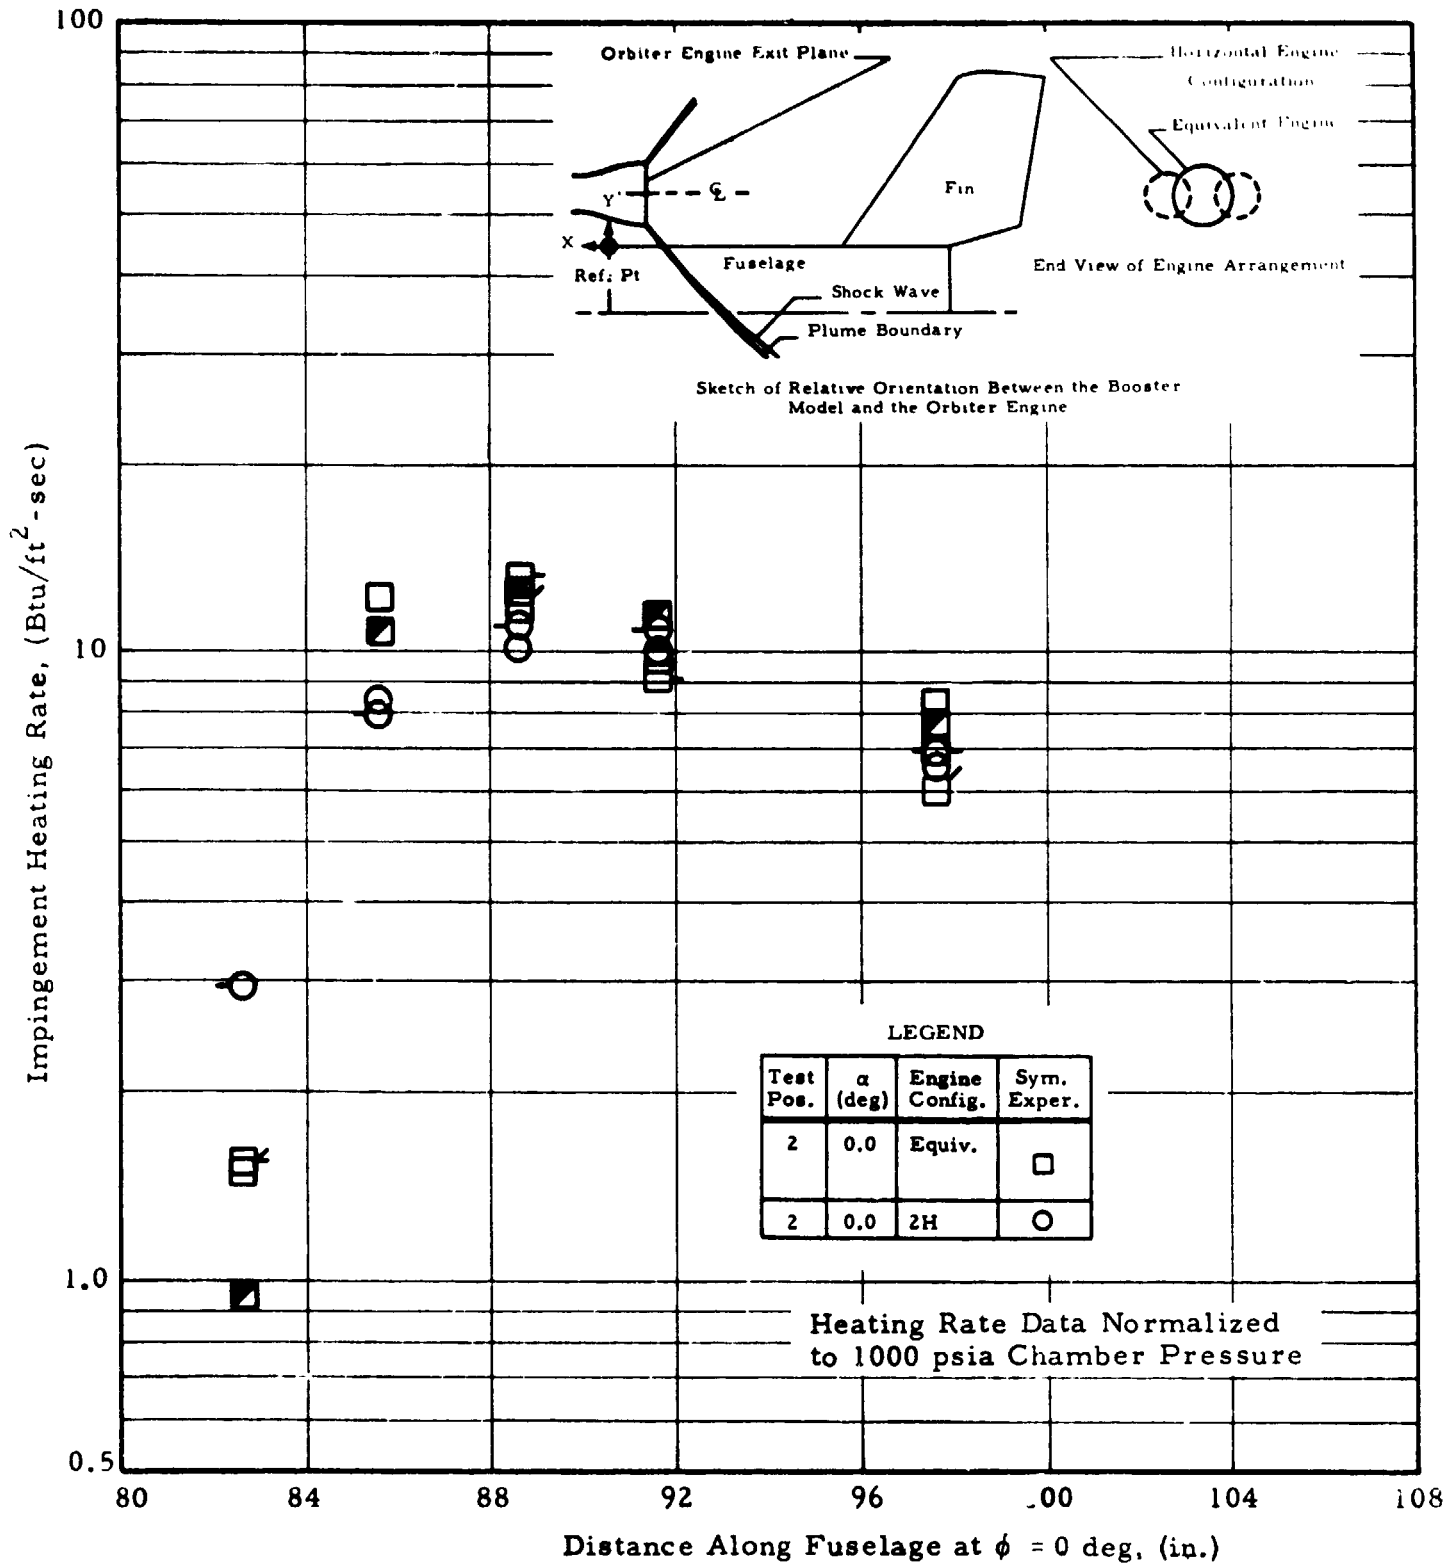 100
10
1.0
0.5
Impingement Heating Rate, (Btu/ft²-sec)
Orbiter Engine Exit Plane
Horizontal Engine
Configuration
Equivalent Engine
Fin
℄
Y
X
Ref. Pt
Fuselage
End View of Engine Arrangement
Shock Wave
Plume Boundary
Sketch of Relative Orientation Between the Booster
Model and the Orbiter Engine
LEGEND
Test Pos. α (deg) Engine Config. Sym. Exper.
2 0.0 Equiv. □
2 0.0 2H ○
Heating Rate Data Normalized
to 1000 psia Chamber Pressure
80 84 88 92 96 00 104 108
Distance Along Fuselage at ϕ = 0 deg, (in.)